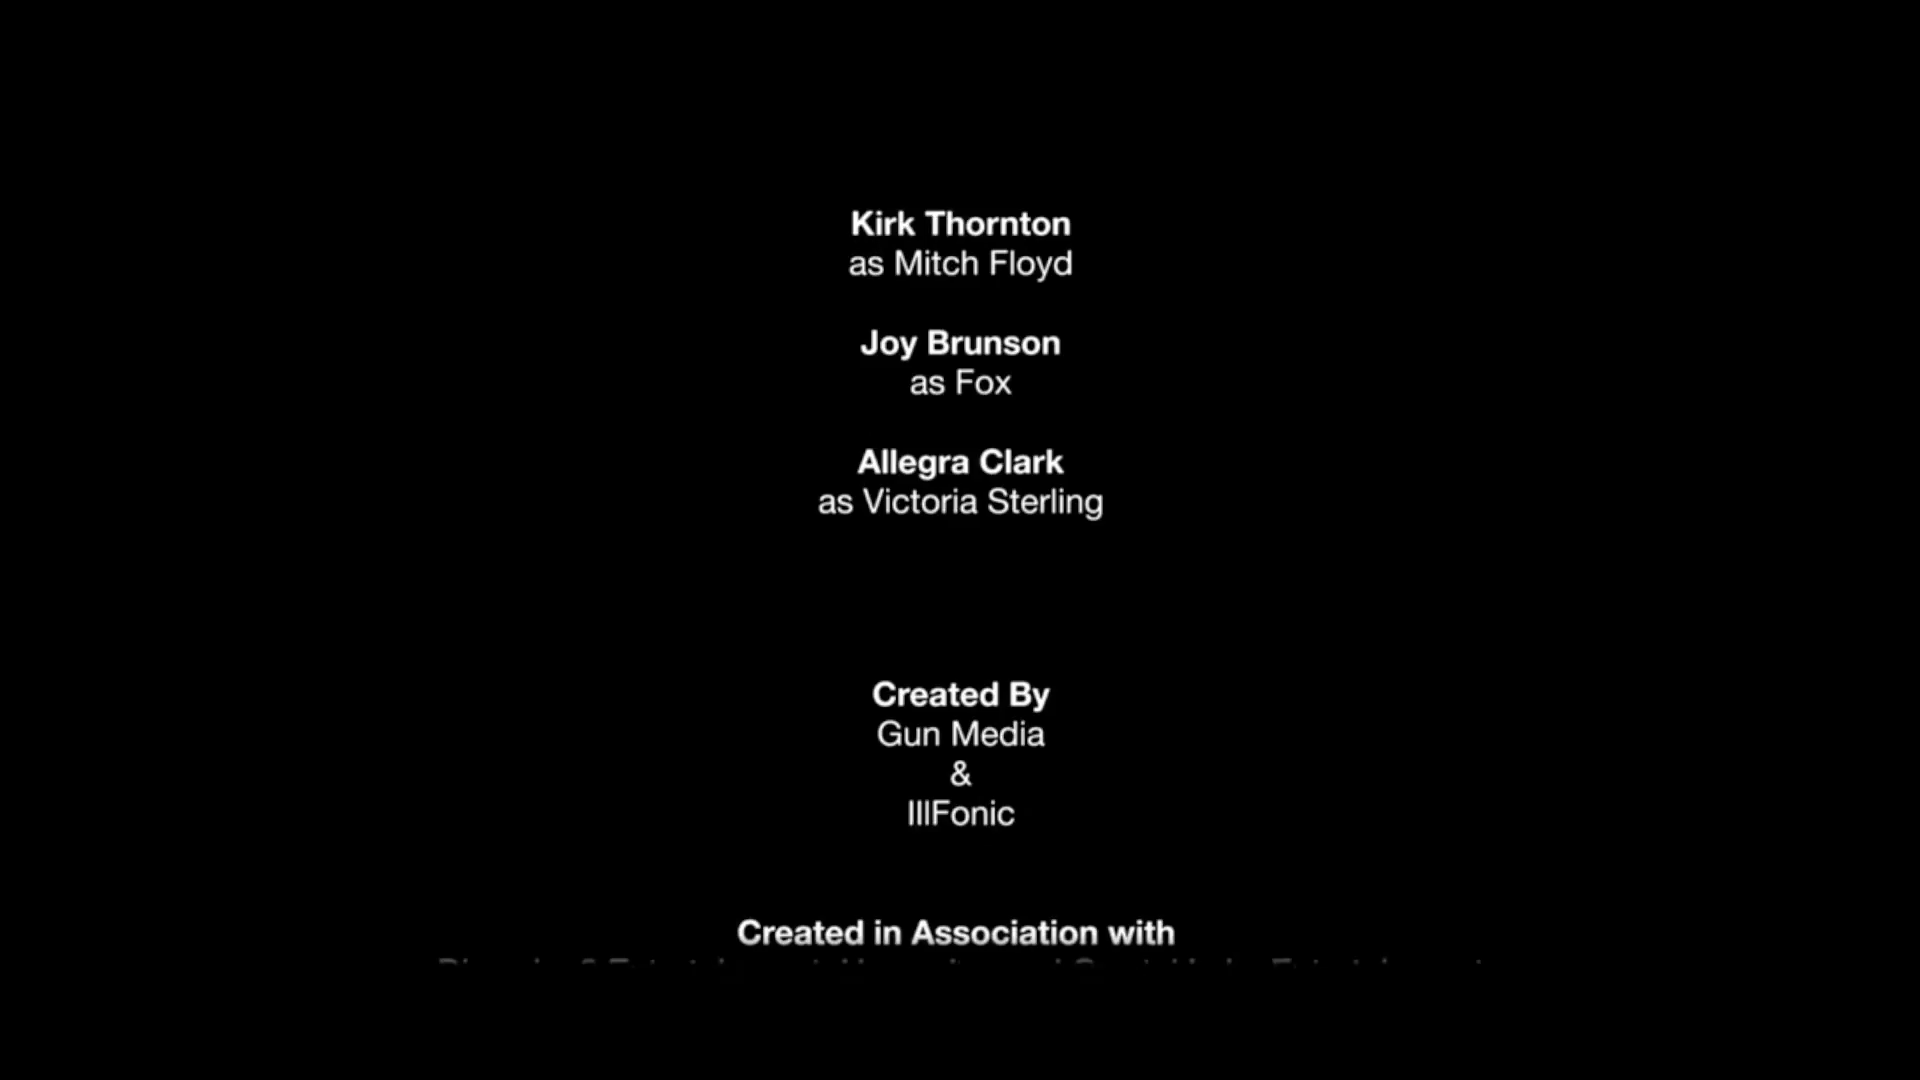 Kirk Thornton
as Mitch Floyd
Joy Brunson
as Fox
Allegra Clark
as Victoria Sterling
Created By
Gun Media
&
IllFonic
Created in Association with